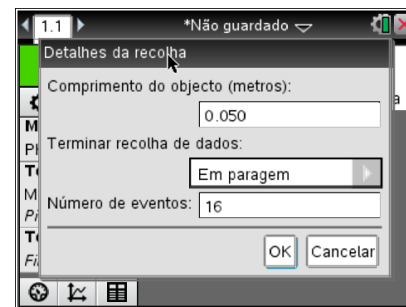 1.1 *Não guardado
Detalhes da recolha
Comprimento do objecto (metros):
0.050
Terminar recolha de dados:
Em paragem
Número de eventos: 16
OK Cancelar